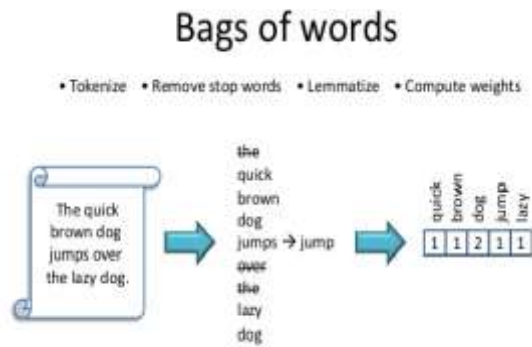 Bags of words
• Tokenize • Remove stop words • Lemmatize • Compute weights
The quick
brown dog
jumps over
the lazy dog.
the
quick
brown
dog
jumps → jump
over
the
lazy
dog
quick brown dog jump lazy
1 1 2 1 1